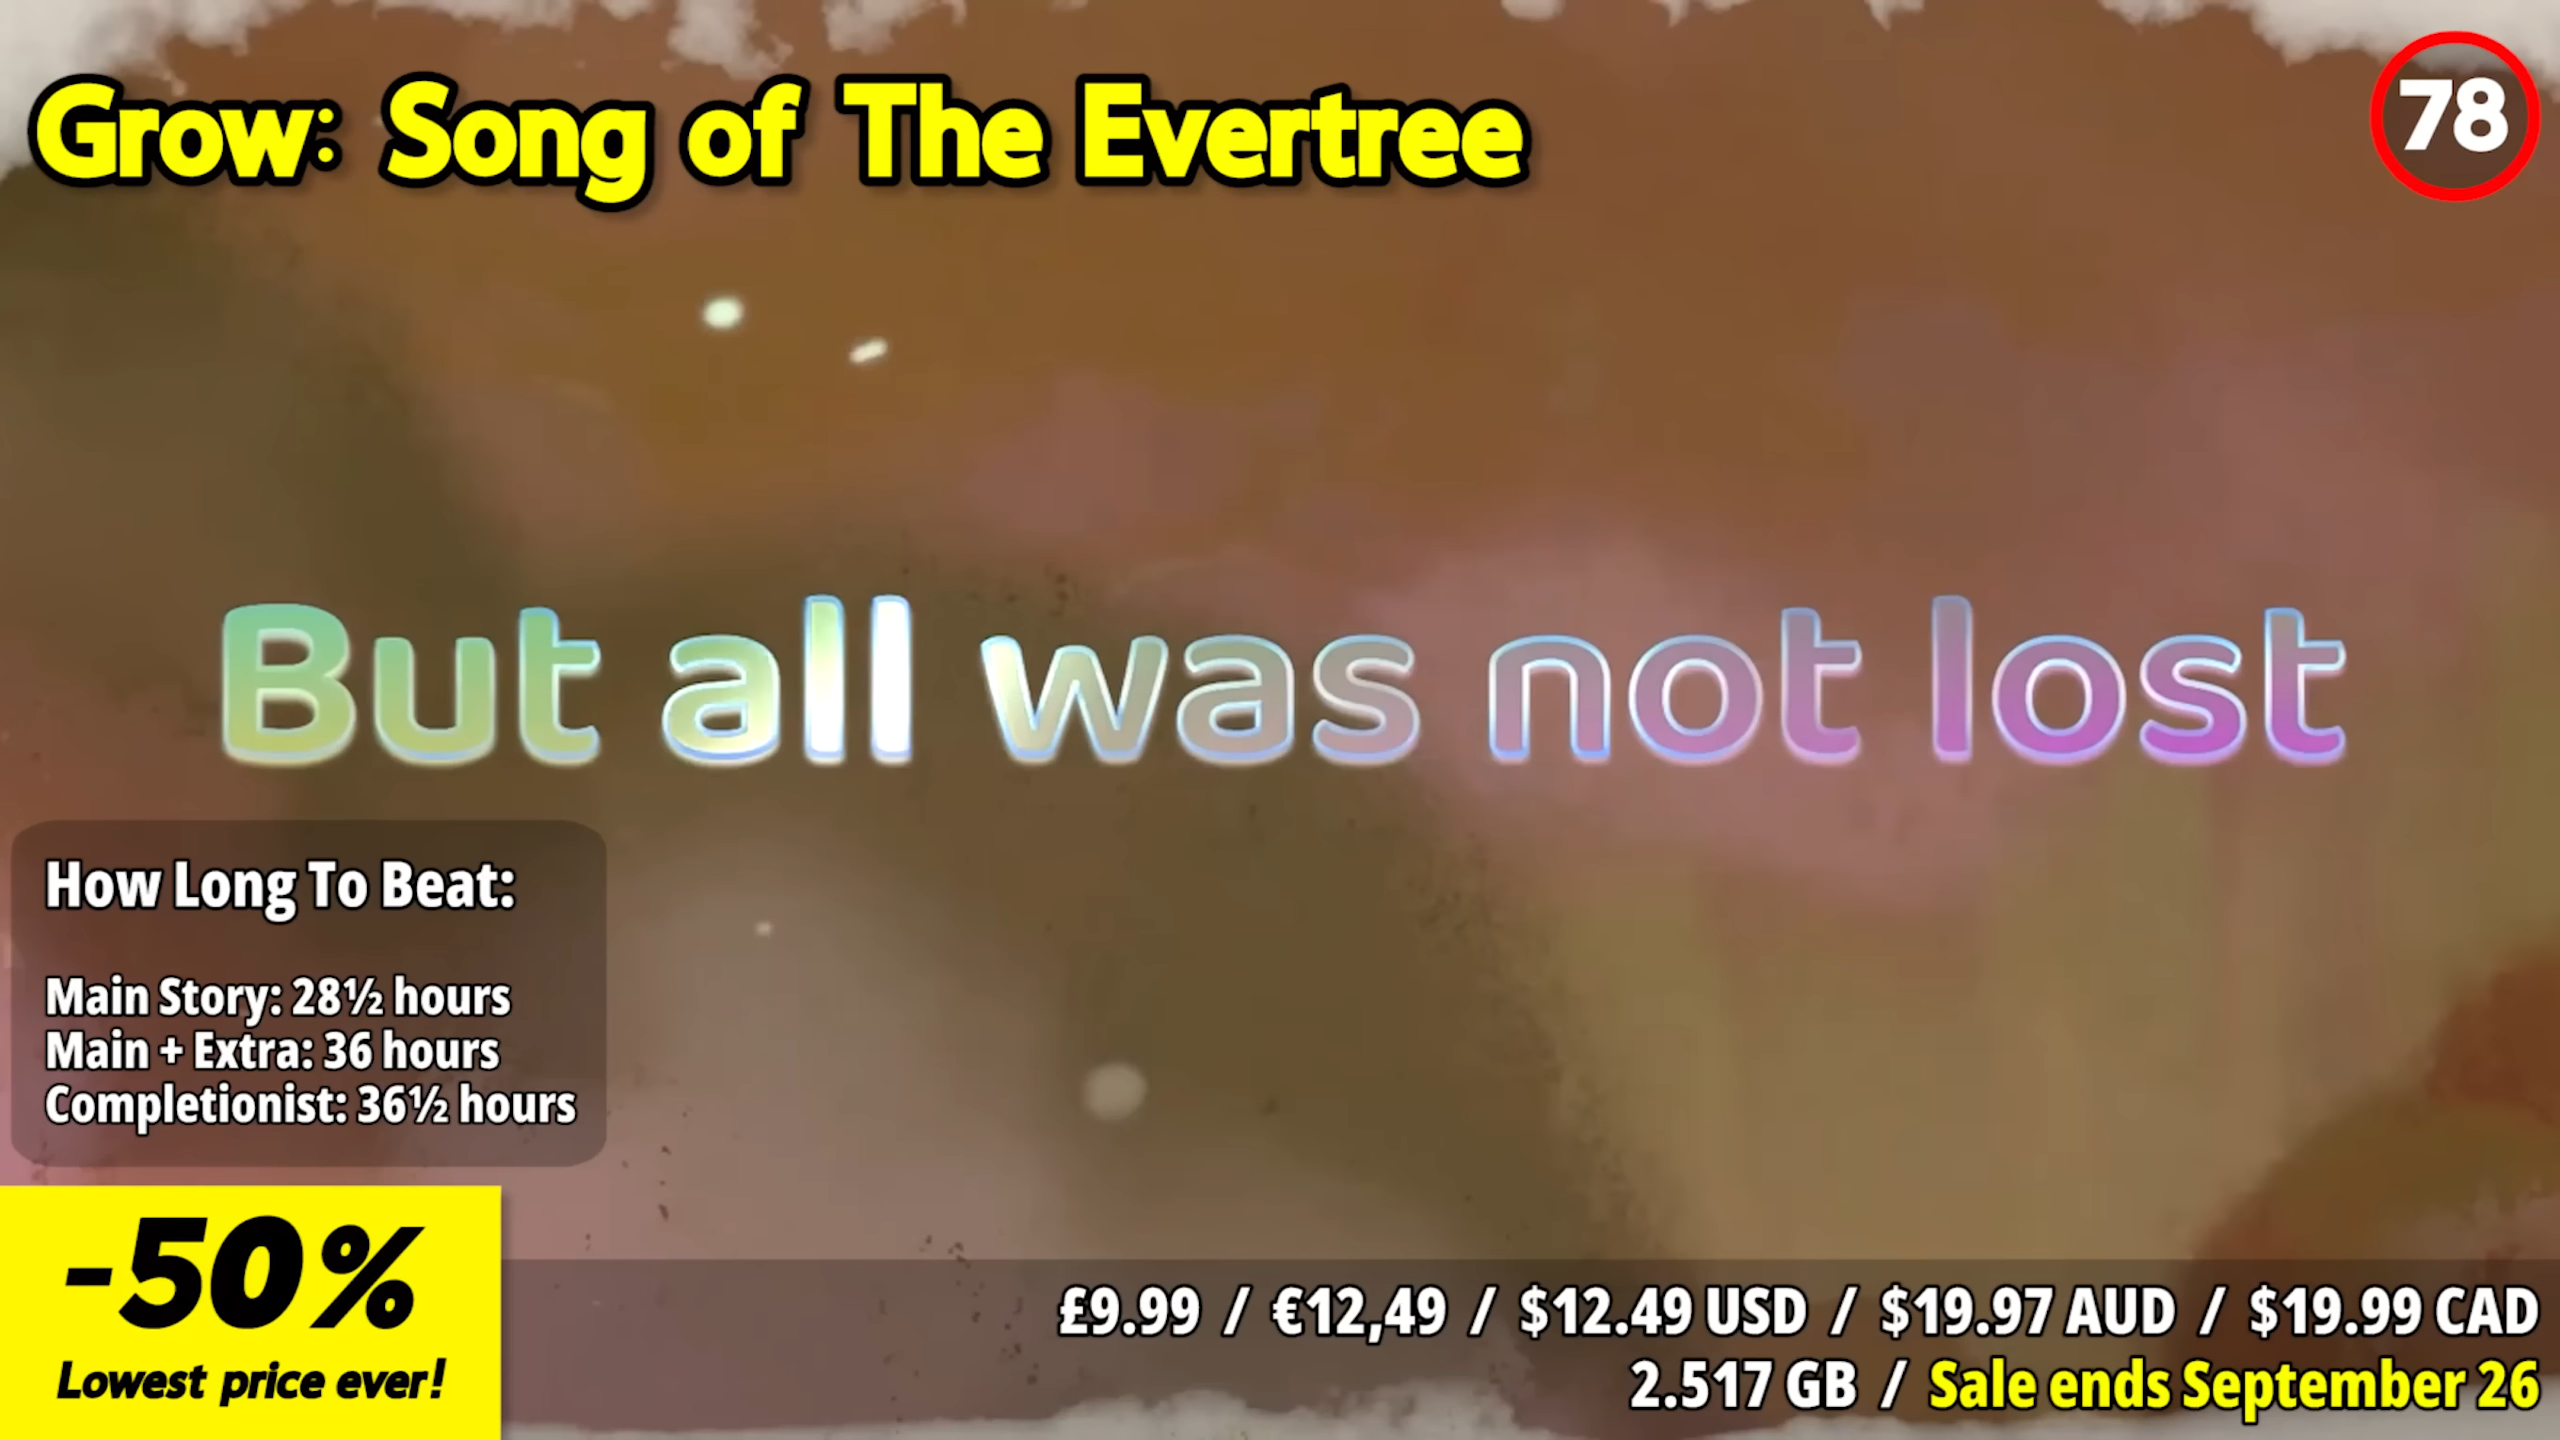 Grow: Song of The Evertree
78
But all was not lost
How Long To Beat:
Main Story: 28½ hours
Main + Extra: 36 hours
Completionist: 36½ hours
-50%
Lowest price ever!
£9.99 / €12,49 / $12.49 USD / $19.97 AUD / $19.99 CAD
2.517 GB / Sale ends September 26